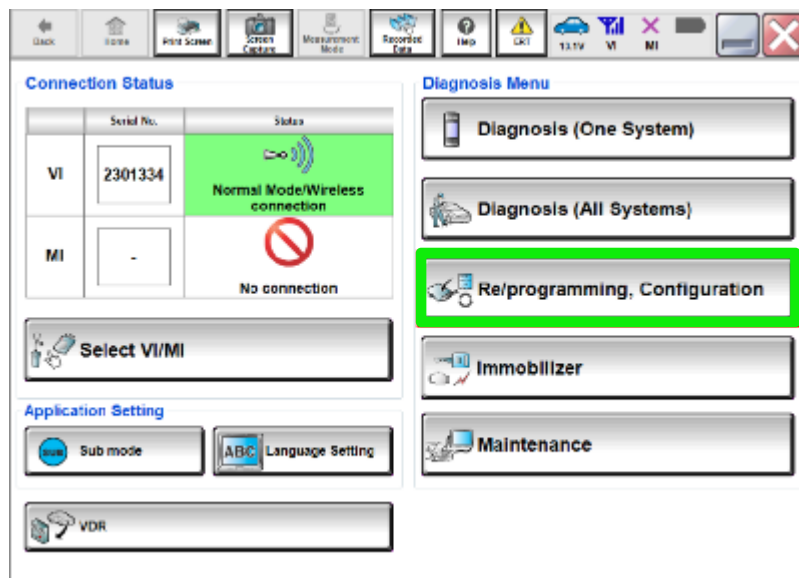 Back
Home
Print Screen
Screen
Capture
Measurement
Mode
Recorded
Data
Help
ERT
13.1V
VI
MI
Connection Status
Serial No.
Status
VI
2301334
Normal Mode/Wireless
connection
MI
-
No connection
Select VI/MI
Application Setting
SUB
Sub mode
ABC
Language Setting
VDR
Diagnosis Menu
Diagnosis (One System)
Diagnosis (All Systems)
Re/programming, Configuration
Immobilizer
Maintenance